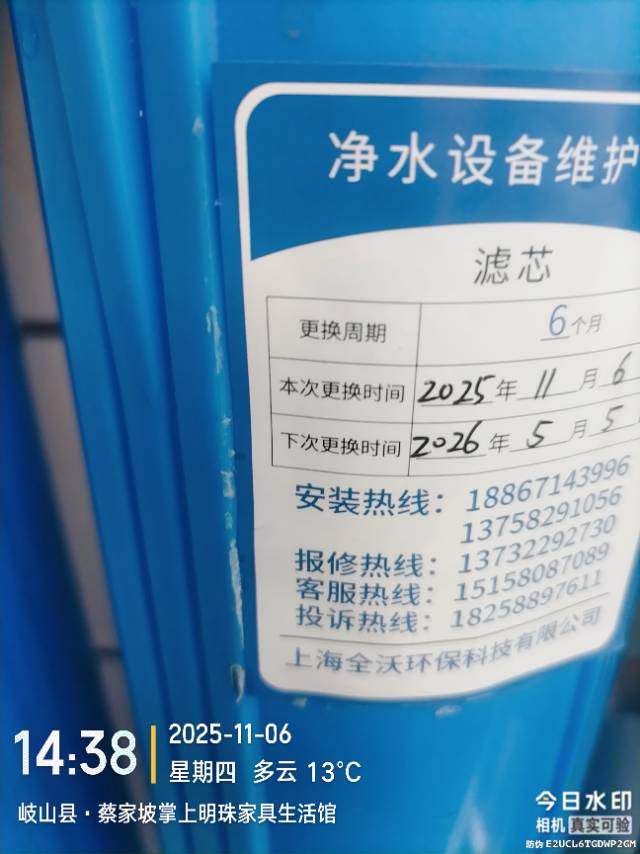 净水设备维护
滤芯
更换周期 6个月
本次更换时间 2025年 11月 6
下次更换时间 2026年 5月 5
安装热线：18867143996
13758291056
报修热线：13732292730
客服热线：15158087089
投诉热线：18258897611
上海全沃环保科技有限公司
14:38
2025-11-06
星期四 多云 13°C
岐山县·蔡家坡掌上明珠家具生活馆
今日水印
相机 真实可验
防伪 E2UCL6TGDWP2GM